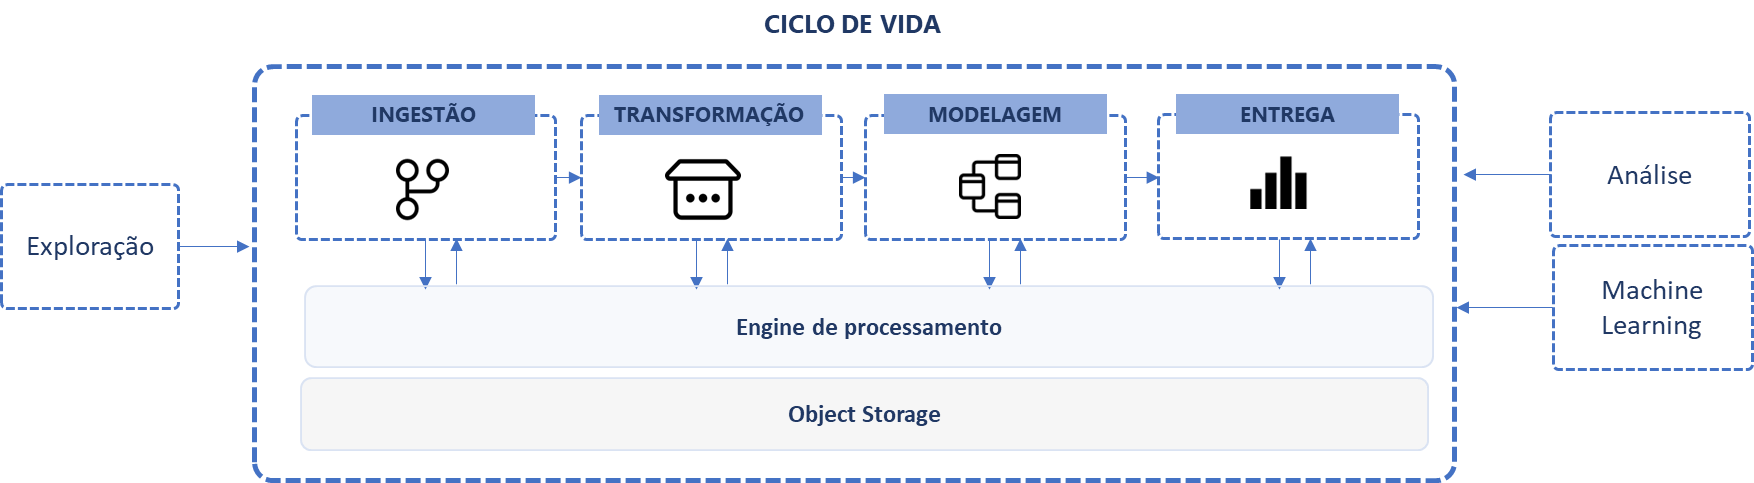 CICLO DE VIDA
INGESTÃO
TRANSFORMAÇÃO
MODELAGEM
ENTREGA
Exploração
Análise
Machine
Learning
Engine de processamento
Object Storage